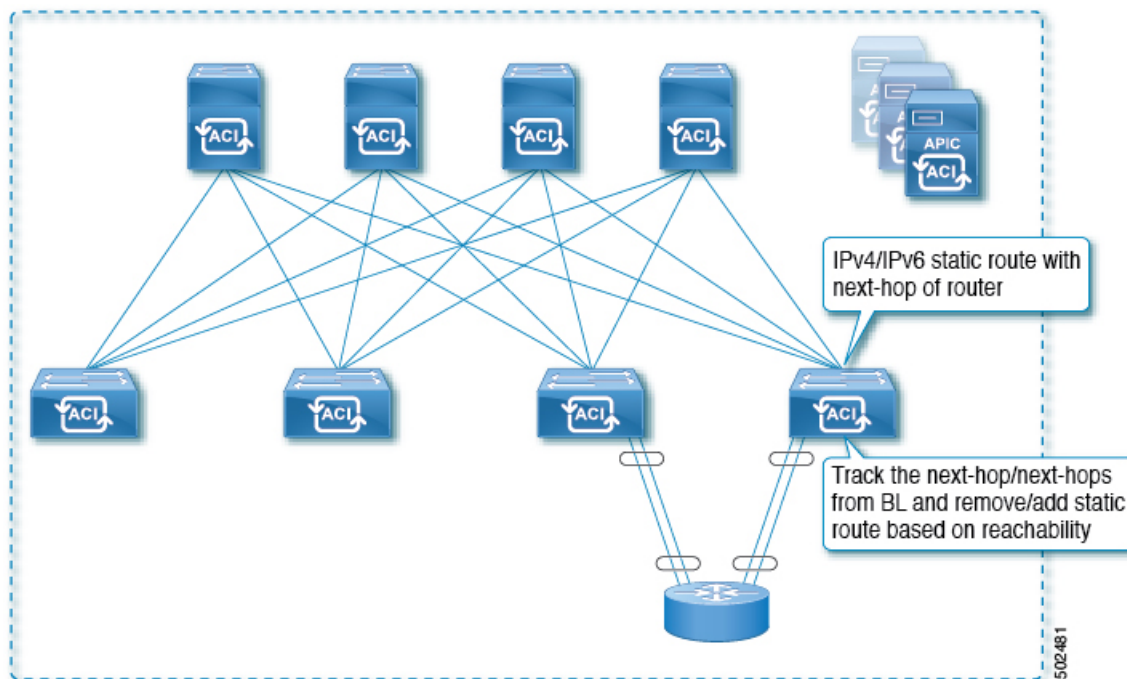 ACI
ACI
ACI
ACI
APIC
ACI
IPv4/IPv6 static route with
next-hop of router
ACI
ACI
ACI
ACI
Track the next-hop/next-hops
from BL and remove/add static
route based on reachability
502481